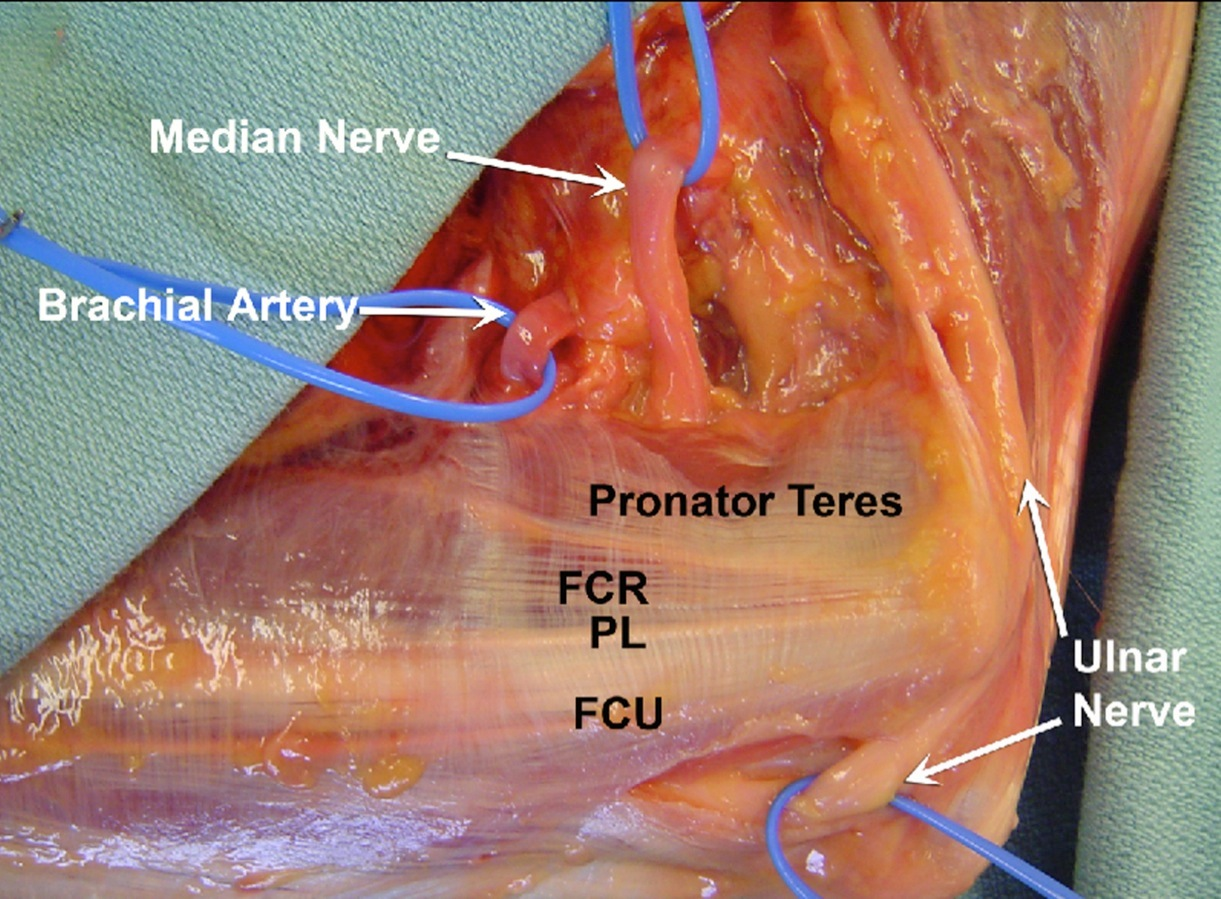 Median Nerve
Brachial Artery
Pronator Teres
FCR
PL
FCU
Ulnar
Nerve